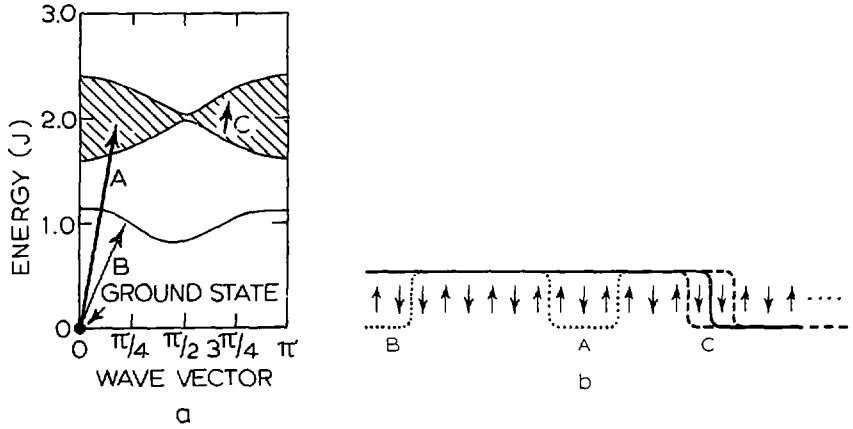 3.0
2.0
1.0
0
ENERGY (J)
C
A
B
GROUND STATE
0 π/4 π/2 3π/4 π
WAVE VECTOR
a
B A C
b